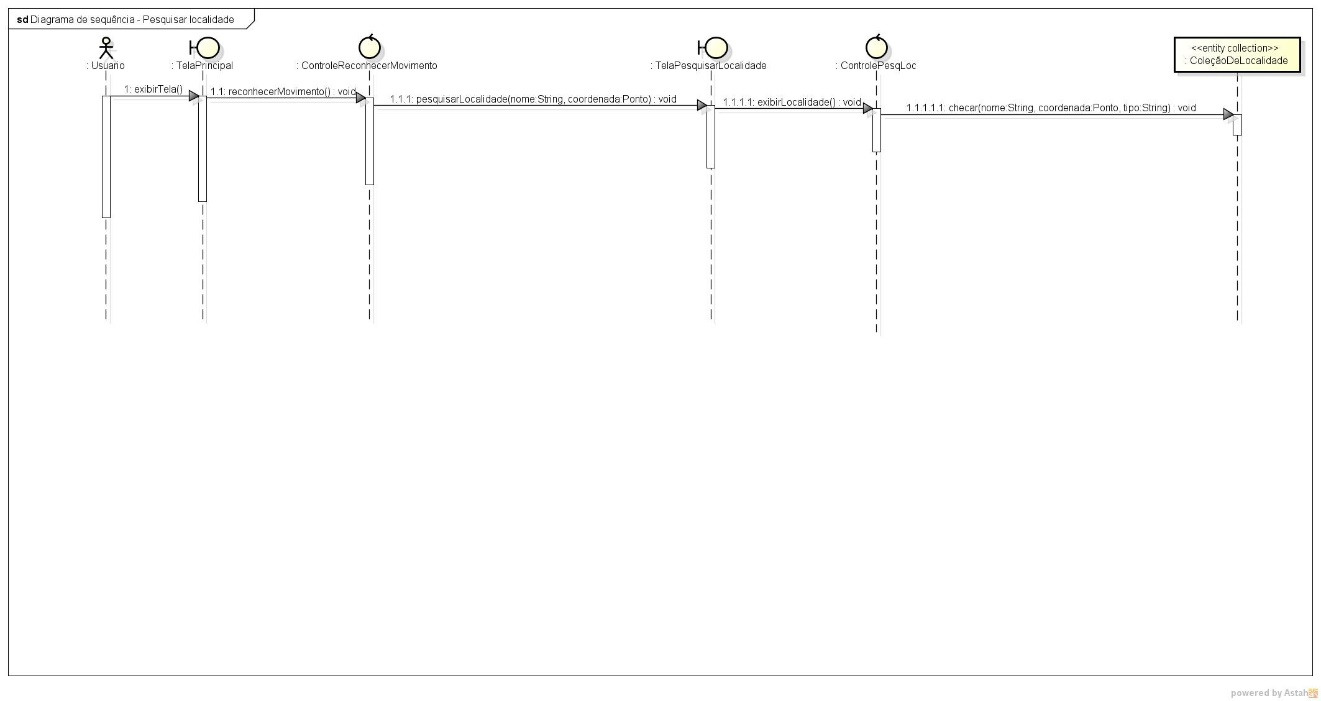 sd Diagrama de sequência - Pesquisar localidade
: Usuario
: TelaPrincipal
: ControleReconhecerMovimento
: TelaPesquisarLocalidade
: ControlePesqLoc
<<entity collection>>
: ColeçãoDeLocalidade
1: exibirTela()
1.1: reconhecerMovimento() : void
1.1.1: pesquisarLocalidade(nome:String, coordenada:Ponto) : void
1.1.1.1: exibirLocalidade() : void
1.1.1.1.1: checar(nome:String, coordenada:Ponto, tipo:String) : void
powered by Astah